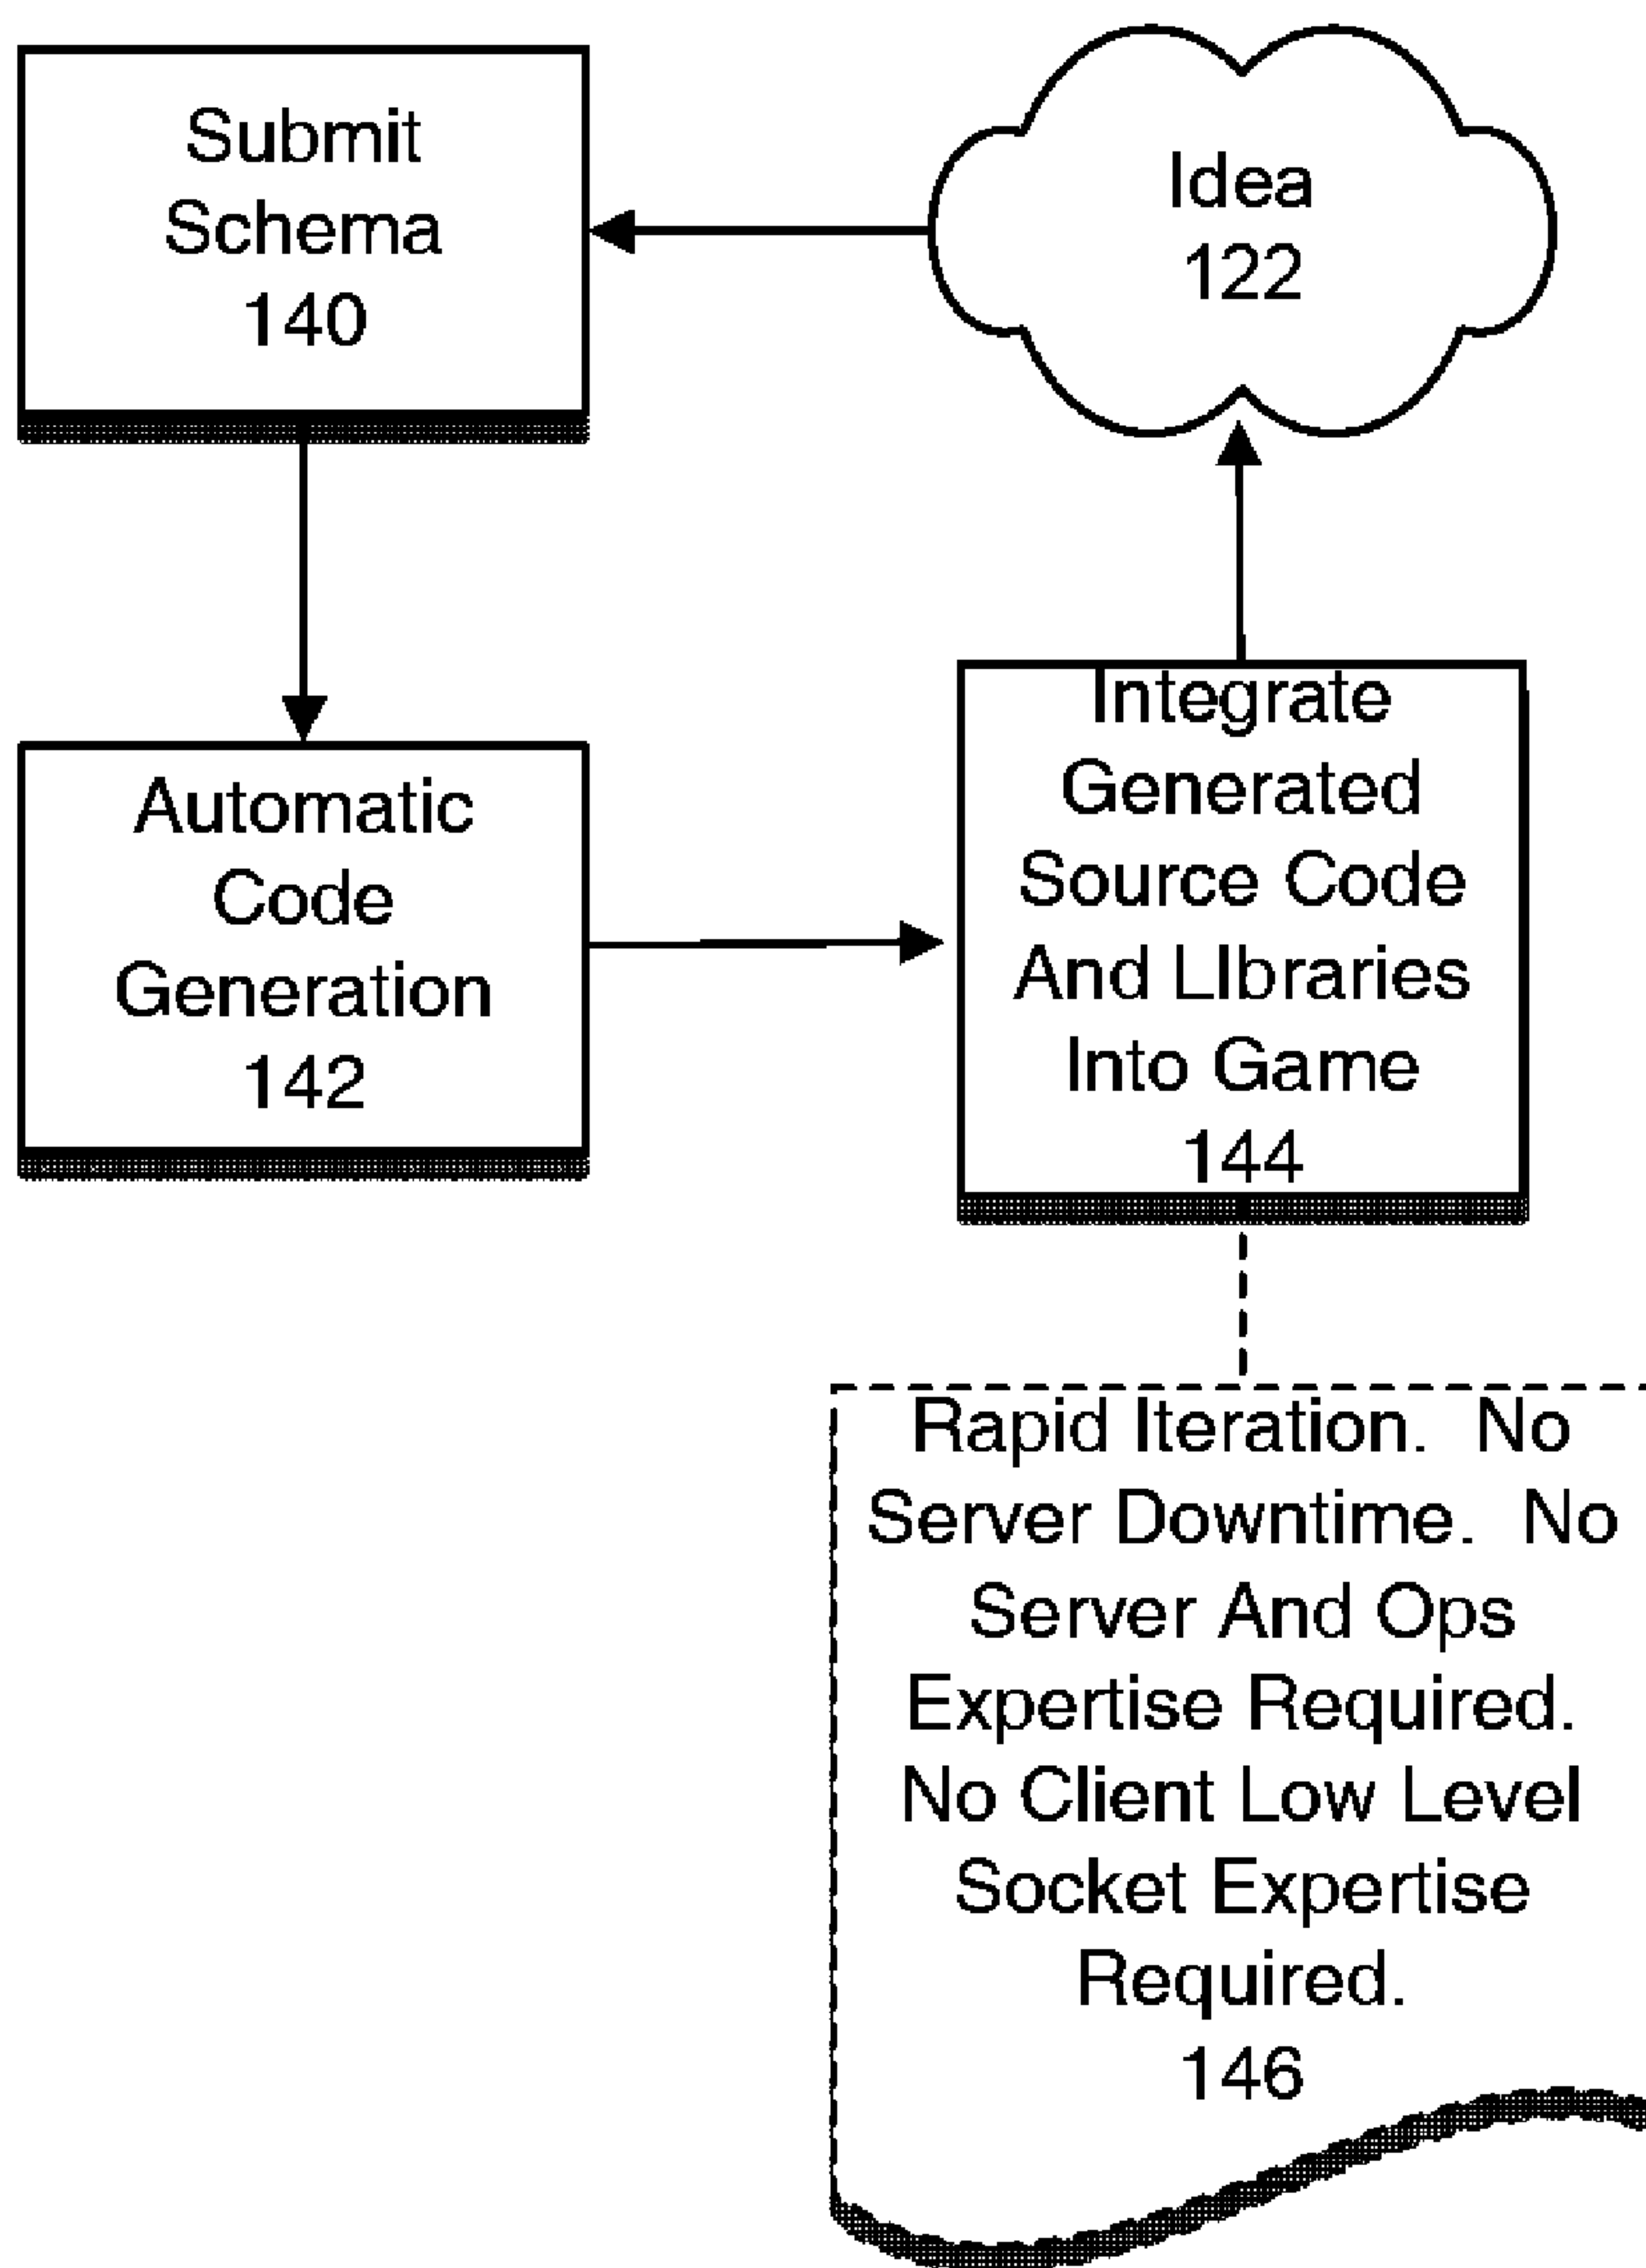 Submit
Schema
140
Idea
122
Automatic
Code
Generation
142
Integrate
Generated
Source Code
And LIbraries
Into Game
144
Rapid Iteration.  No
Server Downtime.  No
Server And Ops
Expertise Required.
No Client Low Level
Socket Expertise
Required.
146